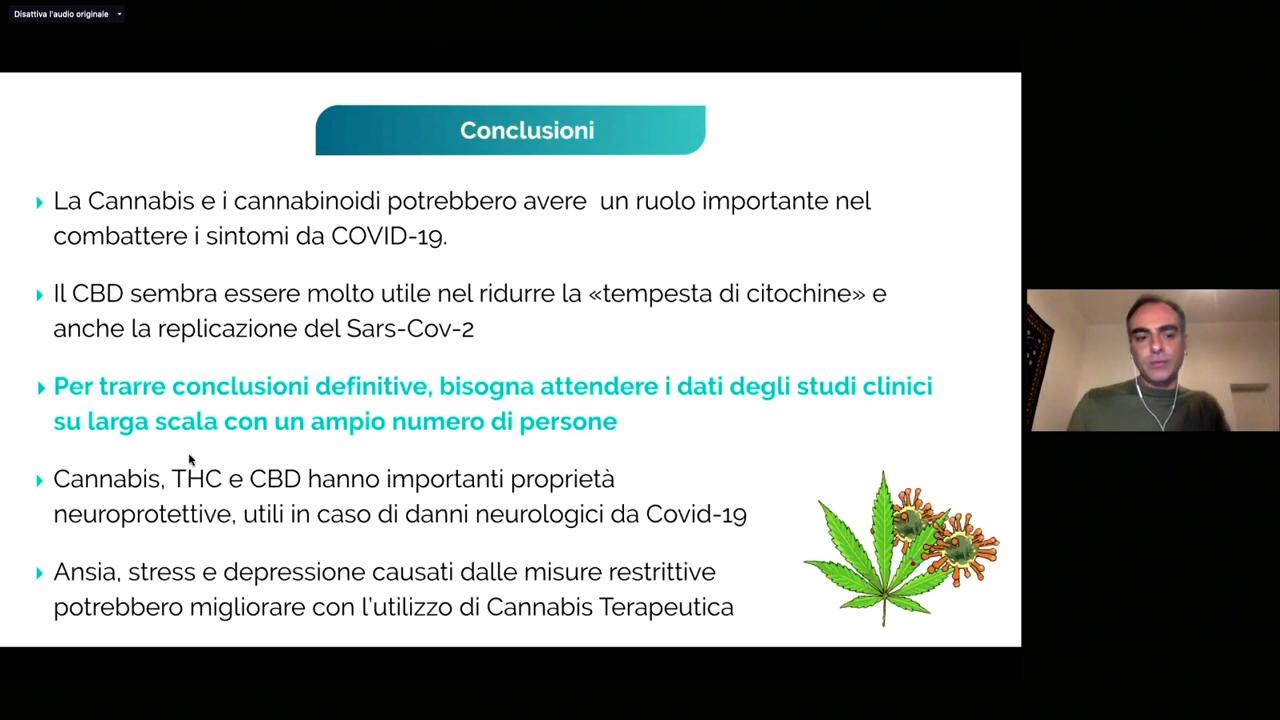 Disattiva l'audio originale
Conclusioni
La Cannabis e i cannabinoidi potrebbero avere un ruolo importante nel
combattere i sintomi da COVID-19.
Il CBD sembra essere molto utile nel ridurre la «tempesta di citochine» e
anche la replicazione del Sars-Cov-2
Per trarre conclusioni definitive, bisogna attendere i dati degli studi clinici
su larga scala con un ampio numero di persone
Cannabis, THC e CBD hanno importanti proprietà
neuroprotettive, utili in caso di danni neurologici da Covid-19
Ansia, stress e depressione causati dalle misure restrittive
potrebbero migliorare con l'utilizzo di Cannabis Terapeutica